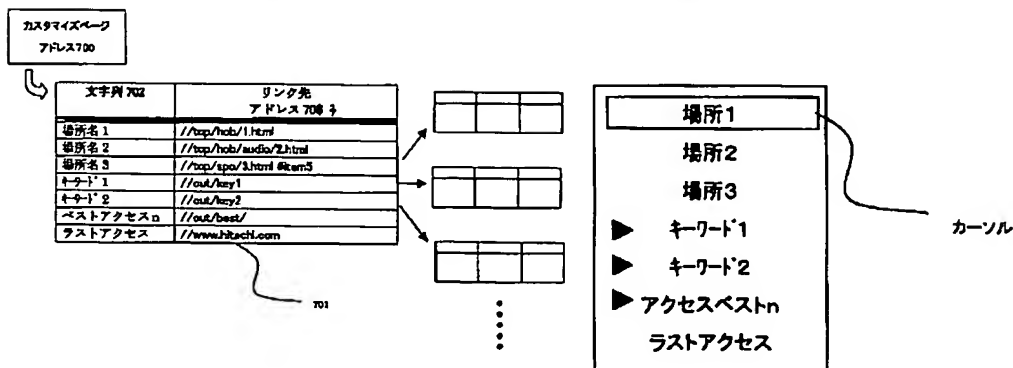 カスタマイズページ
アドレス700
文字列 702
リンク先
アドレス 703
場所名 1 //top/hob/1.html
場所名 2 //top/hob/audio/2.html
場所名 3 //top/spo/3.html #item5
キーワード 1 //out/key1
キーワード 2 //out/key2
ベストアクセスn //out/best/
ラストアクセス //www.hitachi.com
701
場所1
場所2
場所3
▶ キーワード1
▶ キーワード2
▶ アクセスベストn
ラストアクセス
カーソル